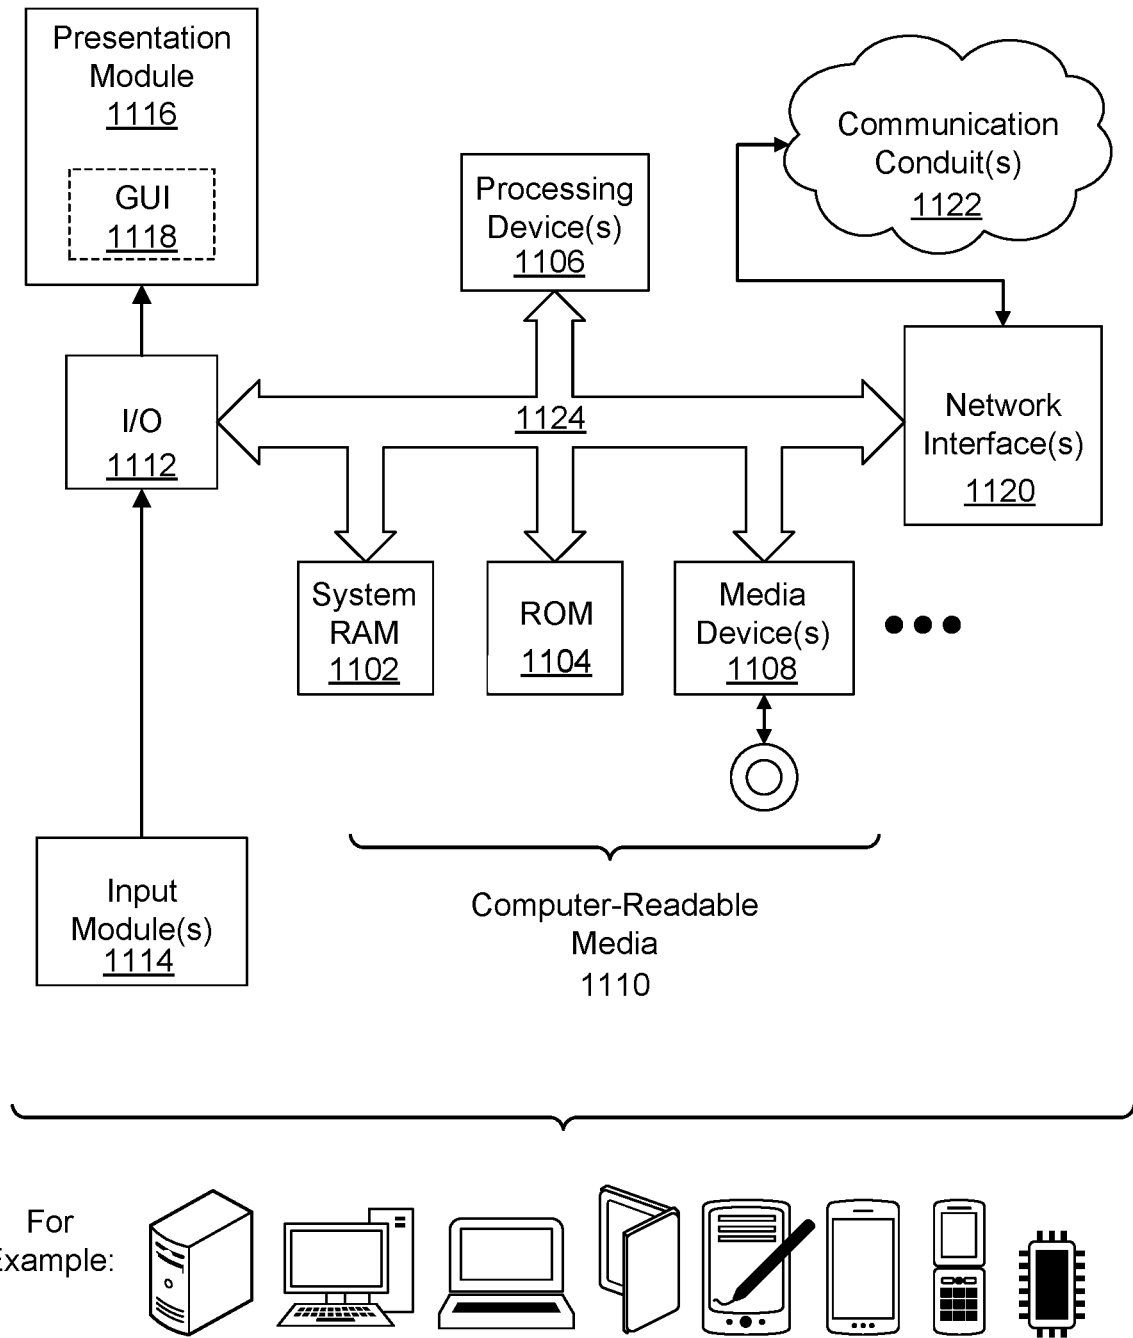 Presentation
Module
1116
GUI
1118
Communication
Conduit(s)
1122
Processing
Device(s)
1106
I/O
1112
1124
Network
Interface(s)
1120
System
RAM
1102
ROM
1104
Media
Device(s)
1108
Input
Module(s)
1114
Computer-Readable
Media
1110
For
Example: